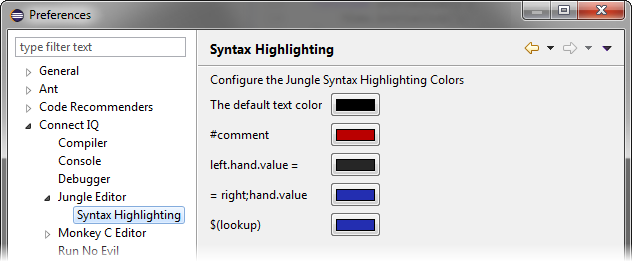 Preferences
type filter text
General
Ant
Code Recommenders
Connect IQ
Compiler
Console
Debugger
Jungle Editor
Syntax Highlighting
Monkey C Editor
Run No Evil
Syntax Highlighting
Configure the Jungle Syntax Highlighting Colors
The default text color
#comment
left.hand.value =
= right;hand.value
$(lookup)